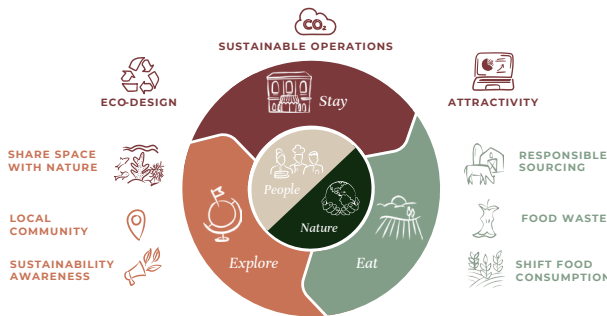 CO₂
SUSTAINABLE OPERATIONS
ECO-DESIGN
ATTRACTIVITY
Stay
SHARE SPACE
WITH NATURE
LOCAL
COMMUNITY
SUSTAINABILITY
AWARENESS
People
Nature
Explore
Eat
RESPONSIBLE
SOURCING
FOOD WASTE
SHIFT FOOD
CONSUMPTION